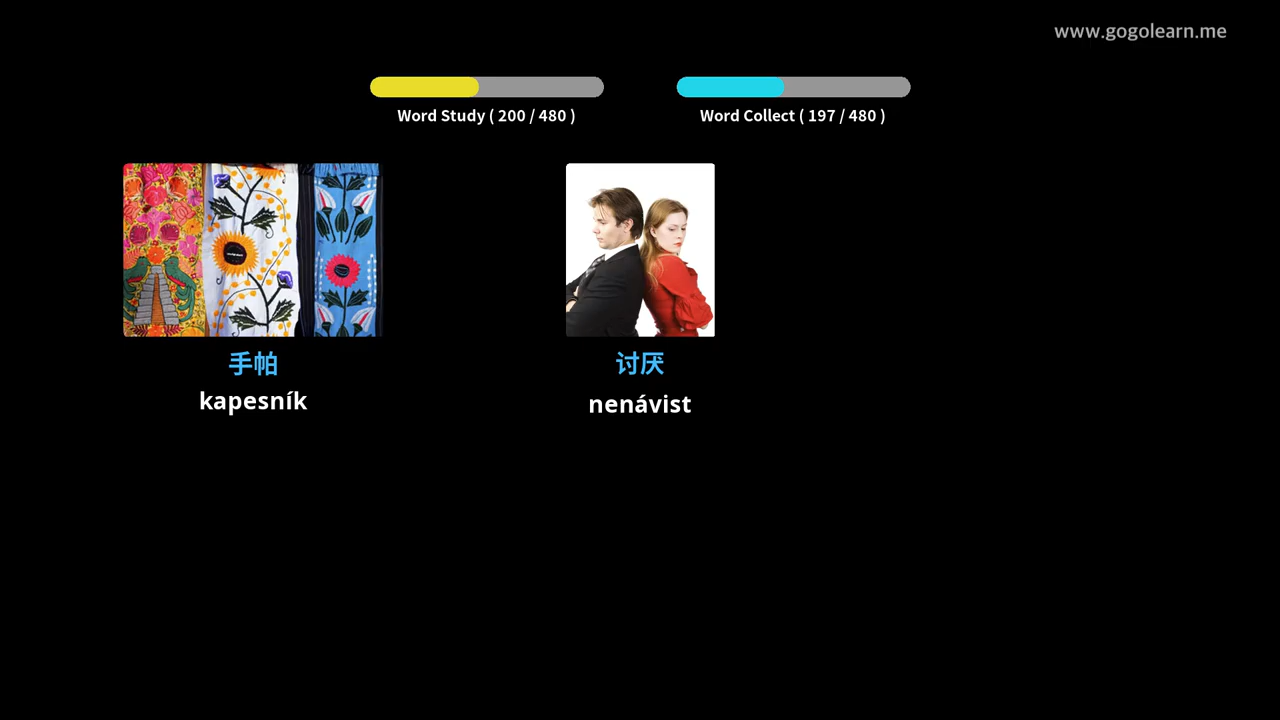 www.gogolearn.me
Word Study ( 200 / 480 )
Word Collect ( 197 / 480 )
手帕
讨厌
kapesník
nenávist